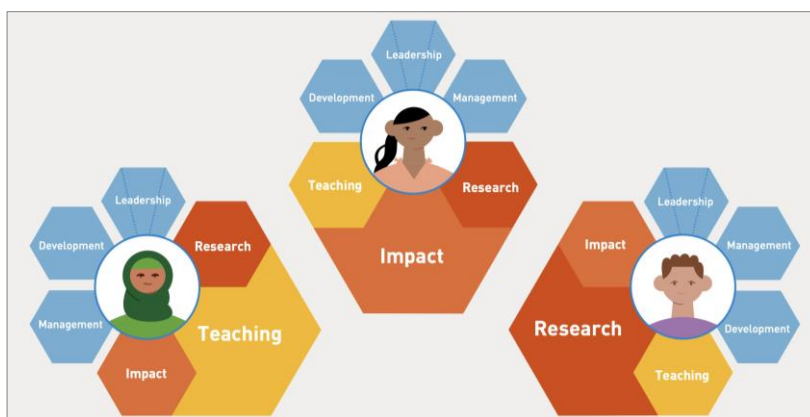 Leadership
Development
Management
Teaching
Research
Impact
Leadership
Development
Research
Management
Teaching
Impact
Leadership
Impact
Management
Research
Development
Teaching